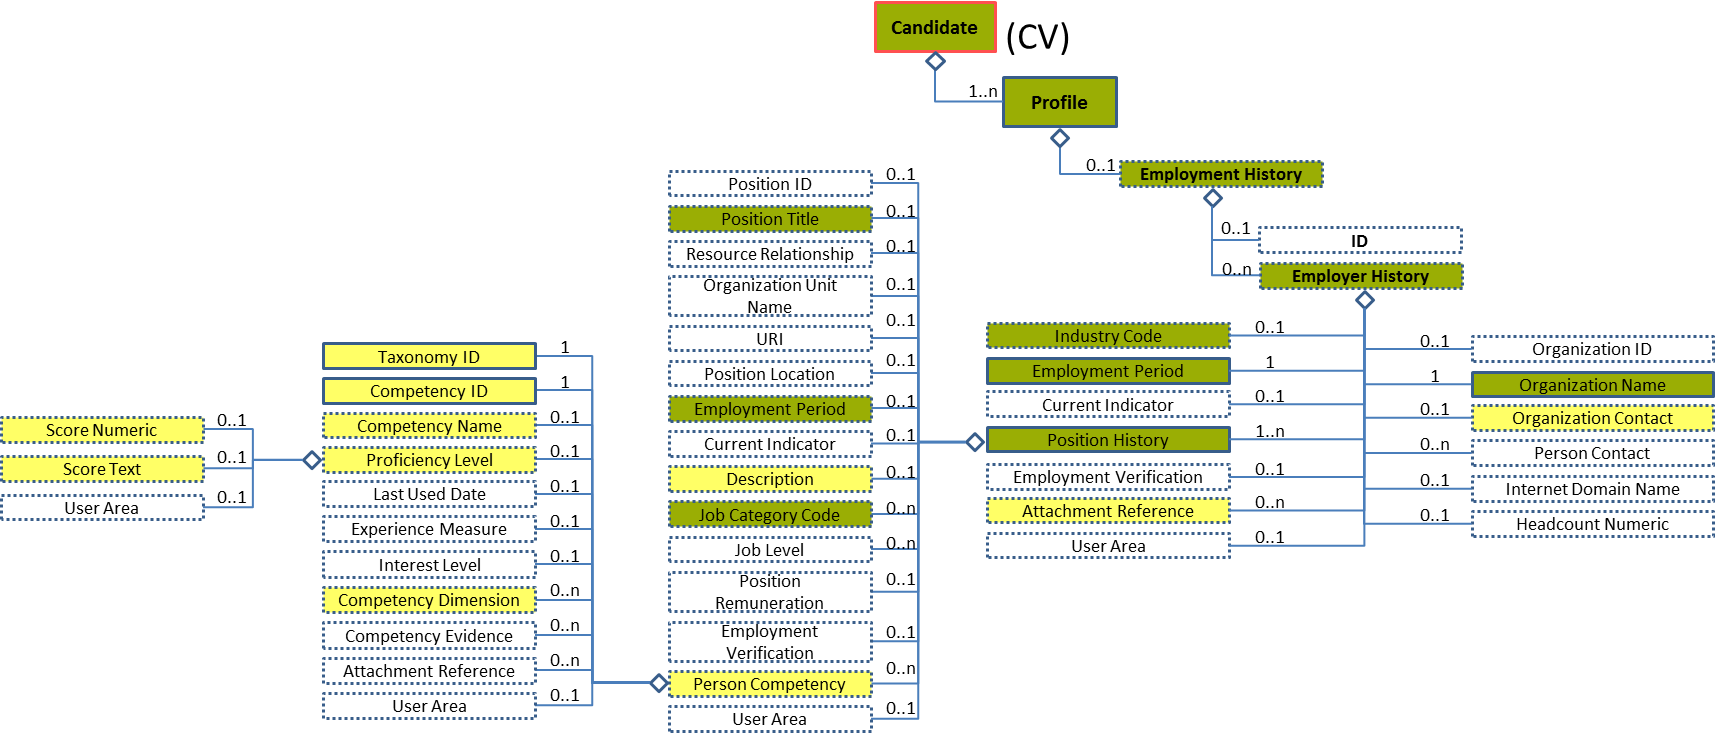 Candidate
(CV)
1..n
Profile
0..1
Employment History
0..1
ID
0..n
Employer History
Industry Code
0..1
Employment Period
1
Current Indicator
0..1
Position History
1..n
Employment Verification
0..1
Attachment Reference
0..n
User Area
0..1
0..1
Organization ID
1
Organization Name
0..1
Organization Contact
0..n
Person Contact
0..1
Internet Domain Name
0..1
Headcount Numeric
Position ID
0..1
Position Title
0..1
Resource Relationship
0..1
Organization Unit
Name
0..1
URI
0..1
Position Location
0..1
Employment Period
0..1
Current Indicator
0..1
Description
0..1
Job Category Code
0..n
Job Level
0..n
Position
Remuneration
0..1
Employment
Verification
0..1
Person Competency
0..n
User Area
0..1
Taxonomy ID
1
Competency ID
1
Competency Name
0..1
Proficiency Level
0..1
Last Used Date
0..1
Experience Measure
0..1
Interest Level
0..1
Competency Dimension
0..n
Competency Evidence
0..n
Attachment Reference
0..n
User Area
0..1
Score Numeric
0..1
Score Text
0..1
User Area
0..1